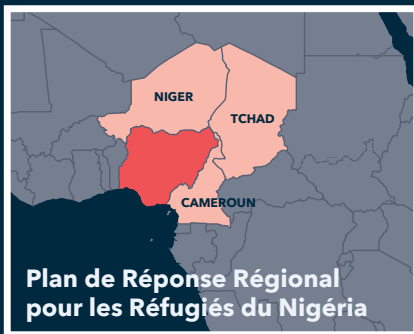 NIGER
TCHAD
CAMEROUN
Plan de Réponse Régional
pour les Réfugiés du Nigéria